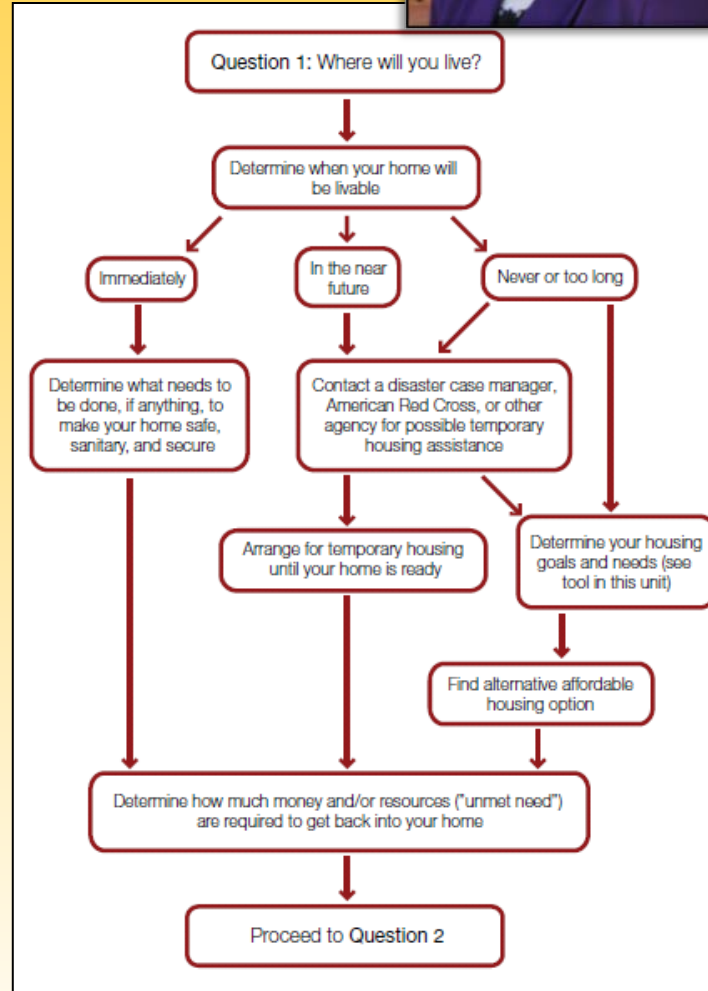 Question 1: Where will you live?
Determine when your home will
be livable
Immediately
In the near
future
Never or too long
Determine what needs to
be done, if anything, to
make your home safe,
sanitary, and secure
Contact a disaster case manager,
American Red Cross, or other
agency for possible temporary
housing assistance
Arrange for temporary housing
until your home is ready
Determine your housing
goals and needs (see
tool in this unit)
Find alternative affordable
housing option
Determine how much money and/or resources ("unmet need")
are required to get back into your home
Proceed to Question 2